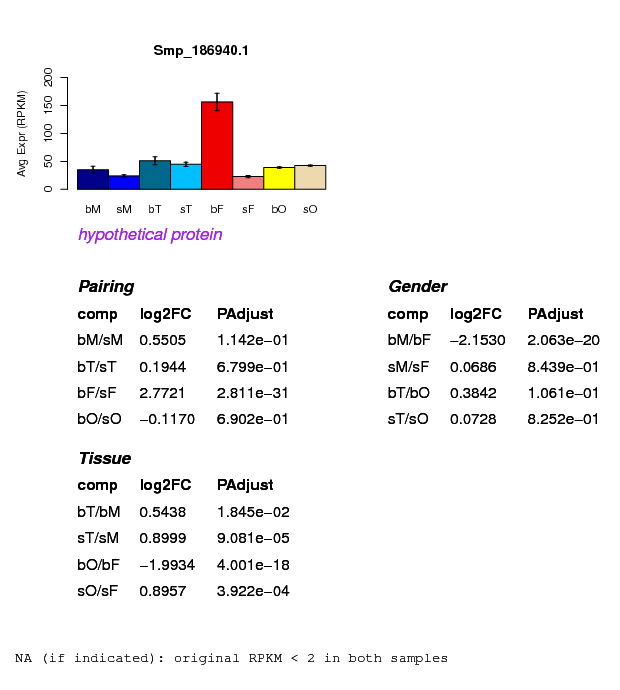 Smp_186940.1
Avg Expr (RPKM)
200
150
100
50
0
bM sM bT sT bF sF bO sO
hypothetical protein
Pairing
comp log2FC PAdjust
bM/sM 0.5505 1.142e−01
bT/sT 0.1944 6.799e−01
bF/sF 2.7721 2.811e−31
bO/sO −0.1170 6.902e−01
Gender
comp log2FC PAdjust
bM/bF −2.1530 2.063e−20
sM/sF 0.0686 8.439e−01
bT/bO 0.3842 1.061e−01
sT/sO 0.0728 8.252e−01
Tissue
comp log2FC PAdjust
bT/bM 0.5438 1.845e−02
sT/sM 0.8999 9.081e−05
bO/bF −1.9934 4.001e−18
sO/sF 0.8957 3.922e−04
NA (if indicated): original RPKM < 2 in both samples